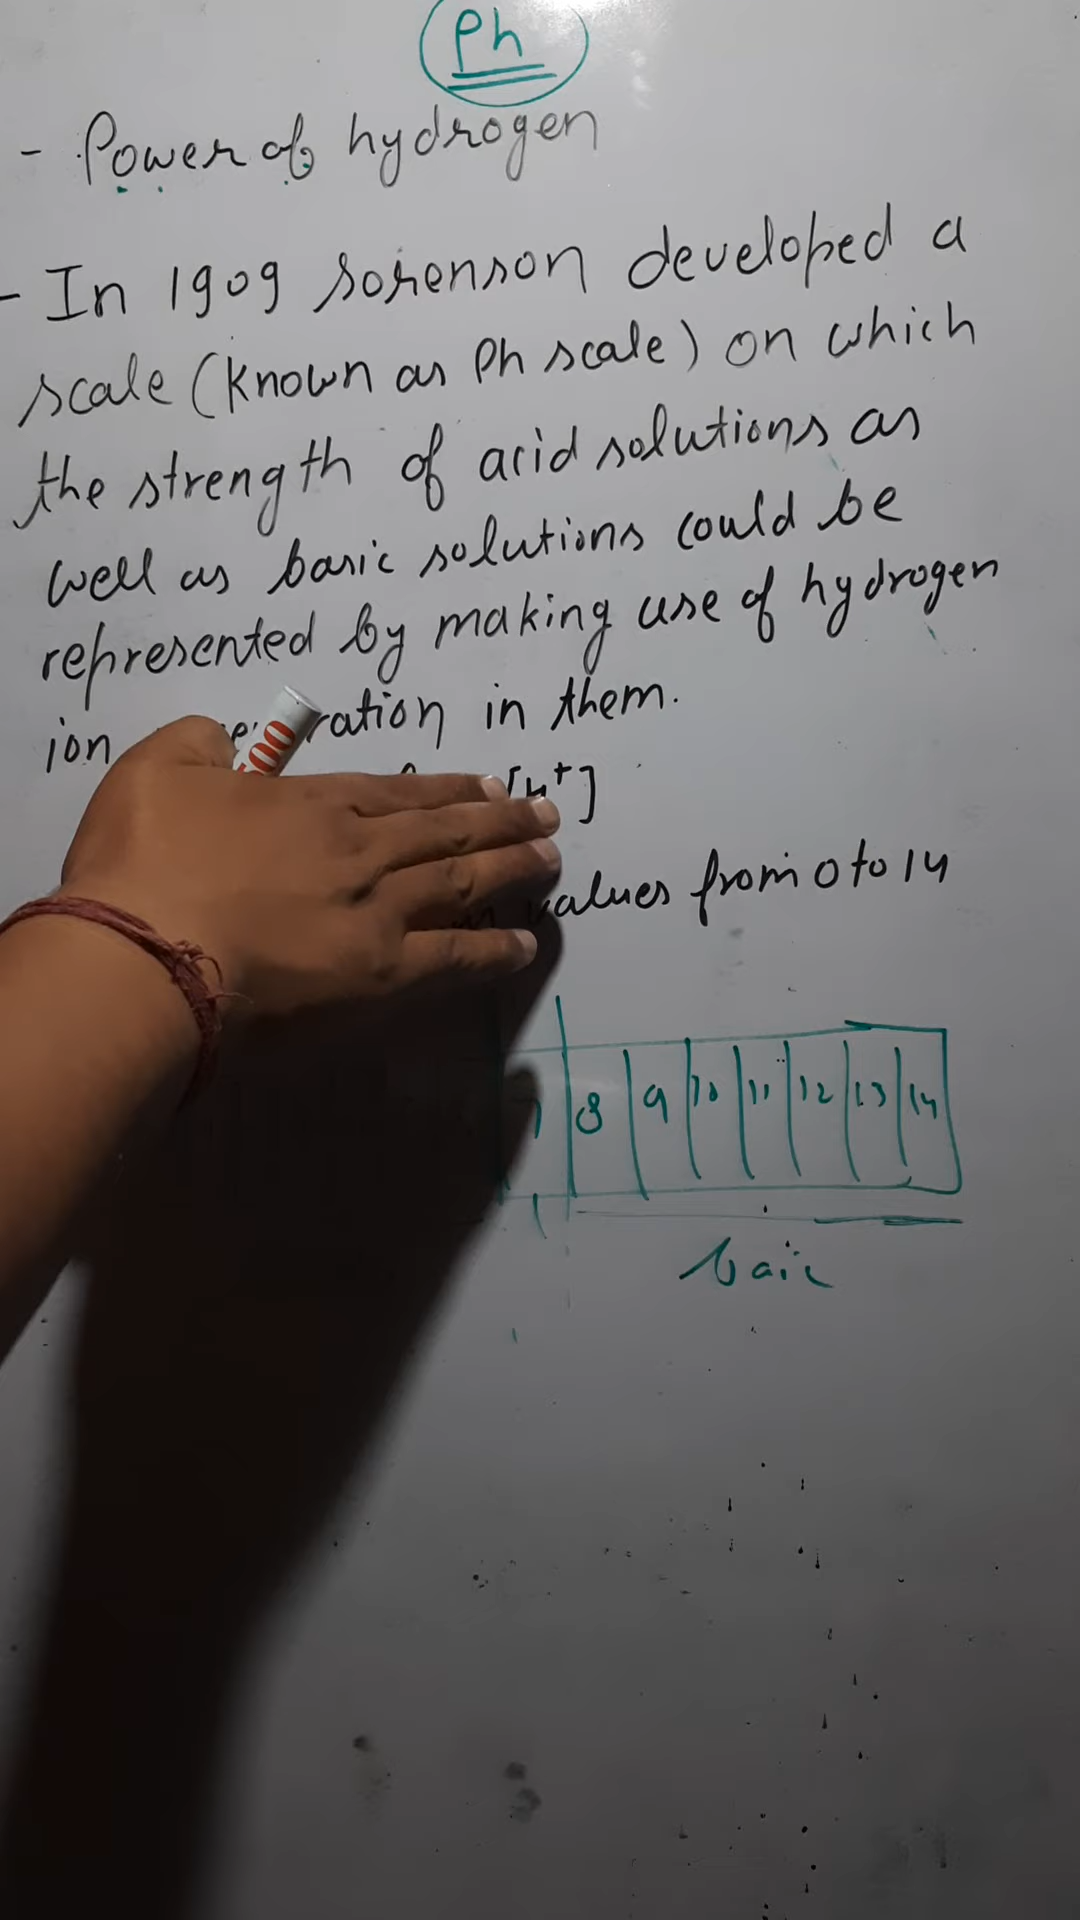 Ph
- Power of hydrogen
- In 1909 sorenson developed a
scale (known as Ph scale) on which
the strength of acid solutions as
well as basic solutions could be
represented by making use of hydrogen
ion ration in them.
[H+]
values from 0 to 14
7 8 9 10 11 12 13 14
baic